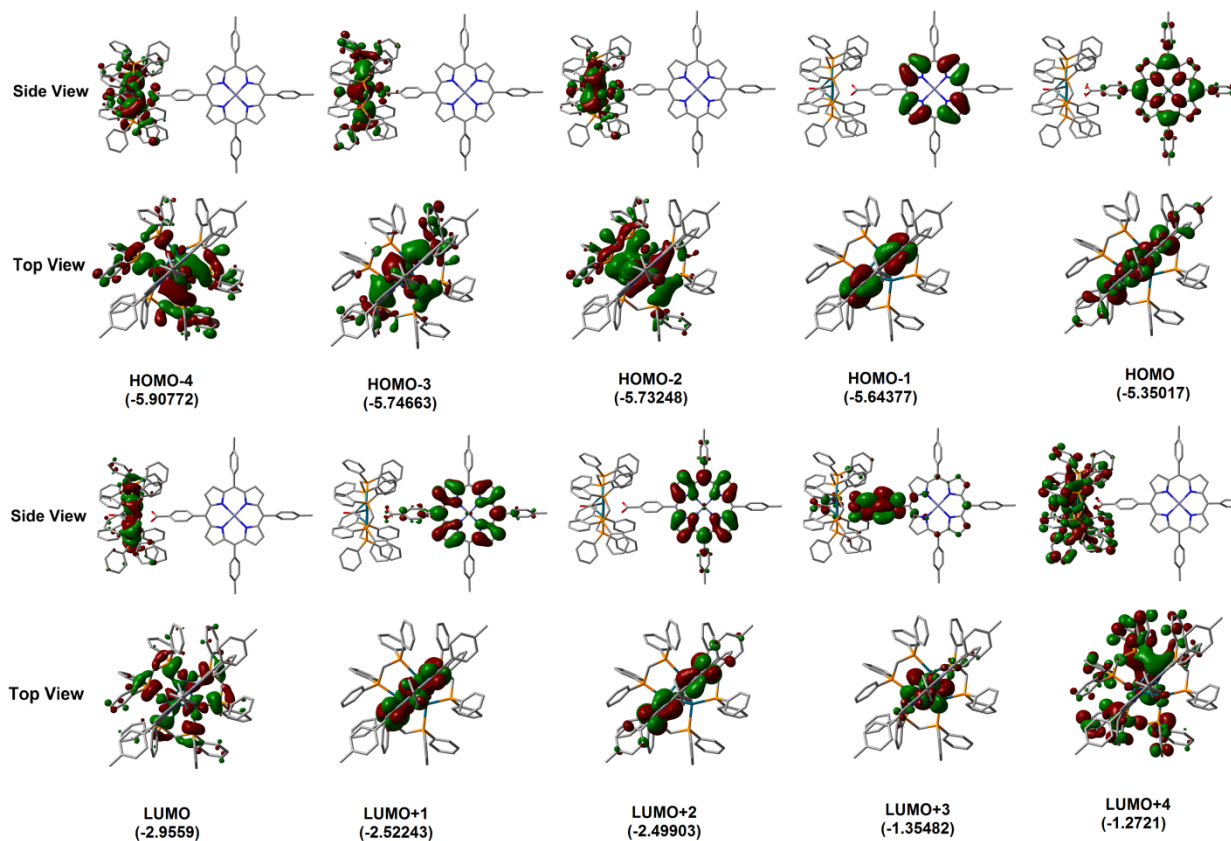 Side View
Top View
HOMO-4
(-5.90772)
HOMO-3
(-5.74663)
HOMO-2
(-5.73248)
HOMO-1
(-5.64377)
HOMO
(-5.35017)
Side View
Top View
LUMO
(-2.9559)
LUMO+1
(-2.52243)
LUMO+2
(-2.49903)
LUMO+3
(-1.35482)
LUMO+4
(-1.2721)